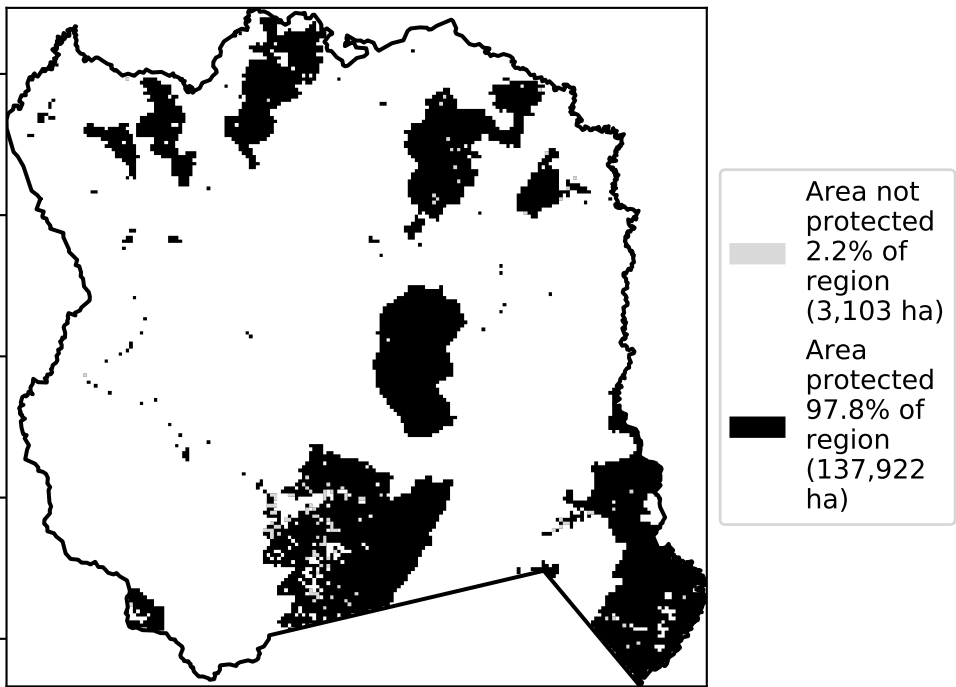 Area not
protected
2.2% of
region
(3,103 ha)
Area
protected
97.8% of
region
(137,922
ha)